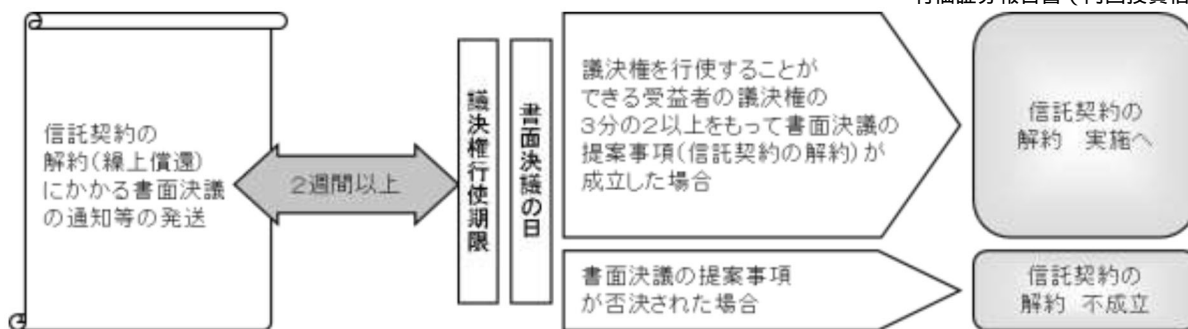 信託契約の
解約(繰上償還)
にかかる書面決議
の通知等の発送
2週間以上
議決権行使期限
書面決議の日
議決権を行使することが
できる受益者の議決権の
3分の2以上をもって書面決議の
提案事項(信託契約の解約)が
成立した場合
信託契約の
解約 実施へ
書面決議の提案事項
が否決された場合
信託契約の
解約 不成立